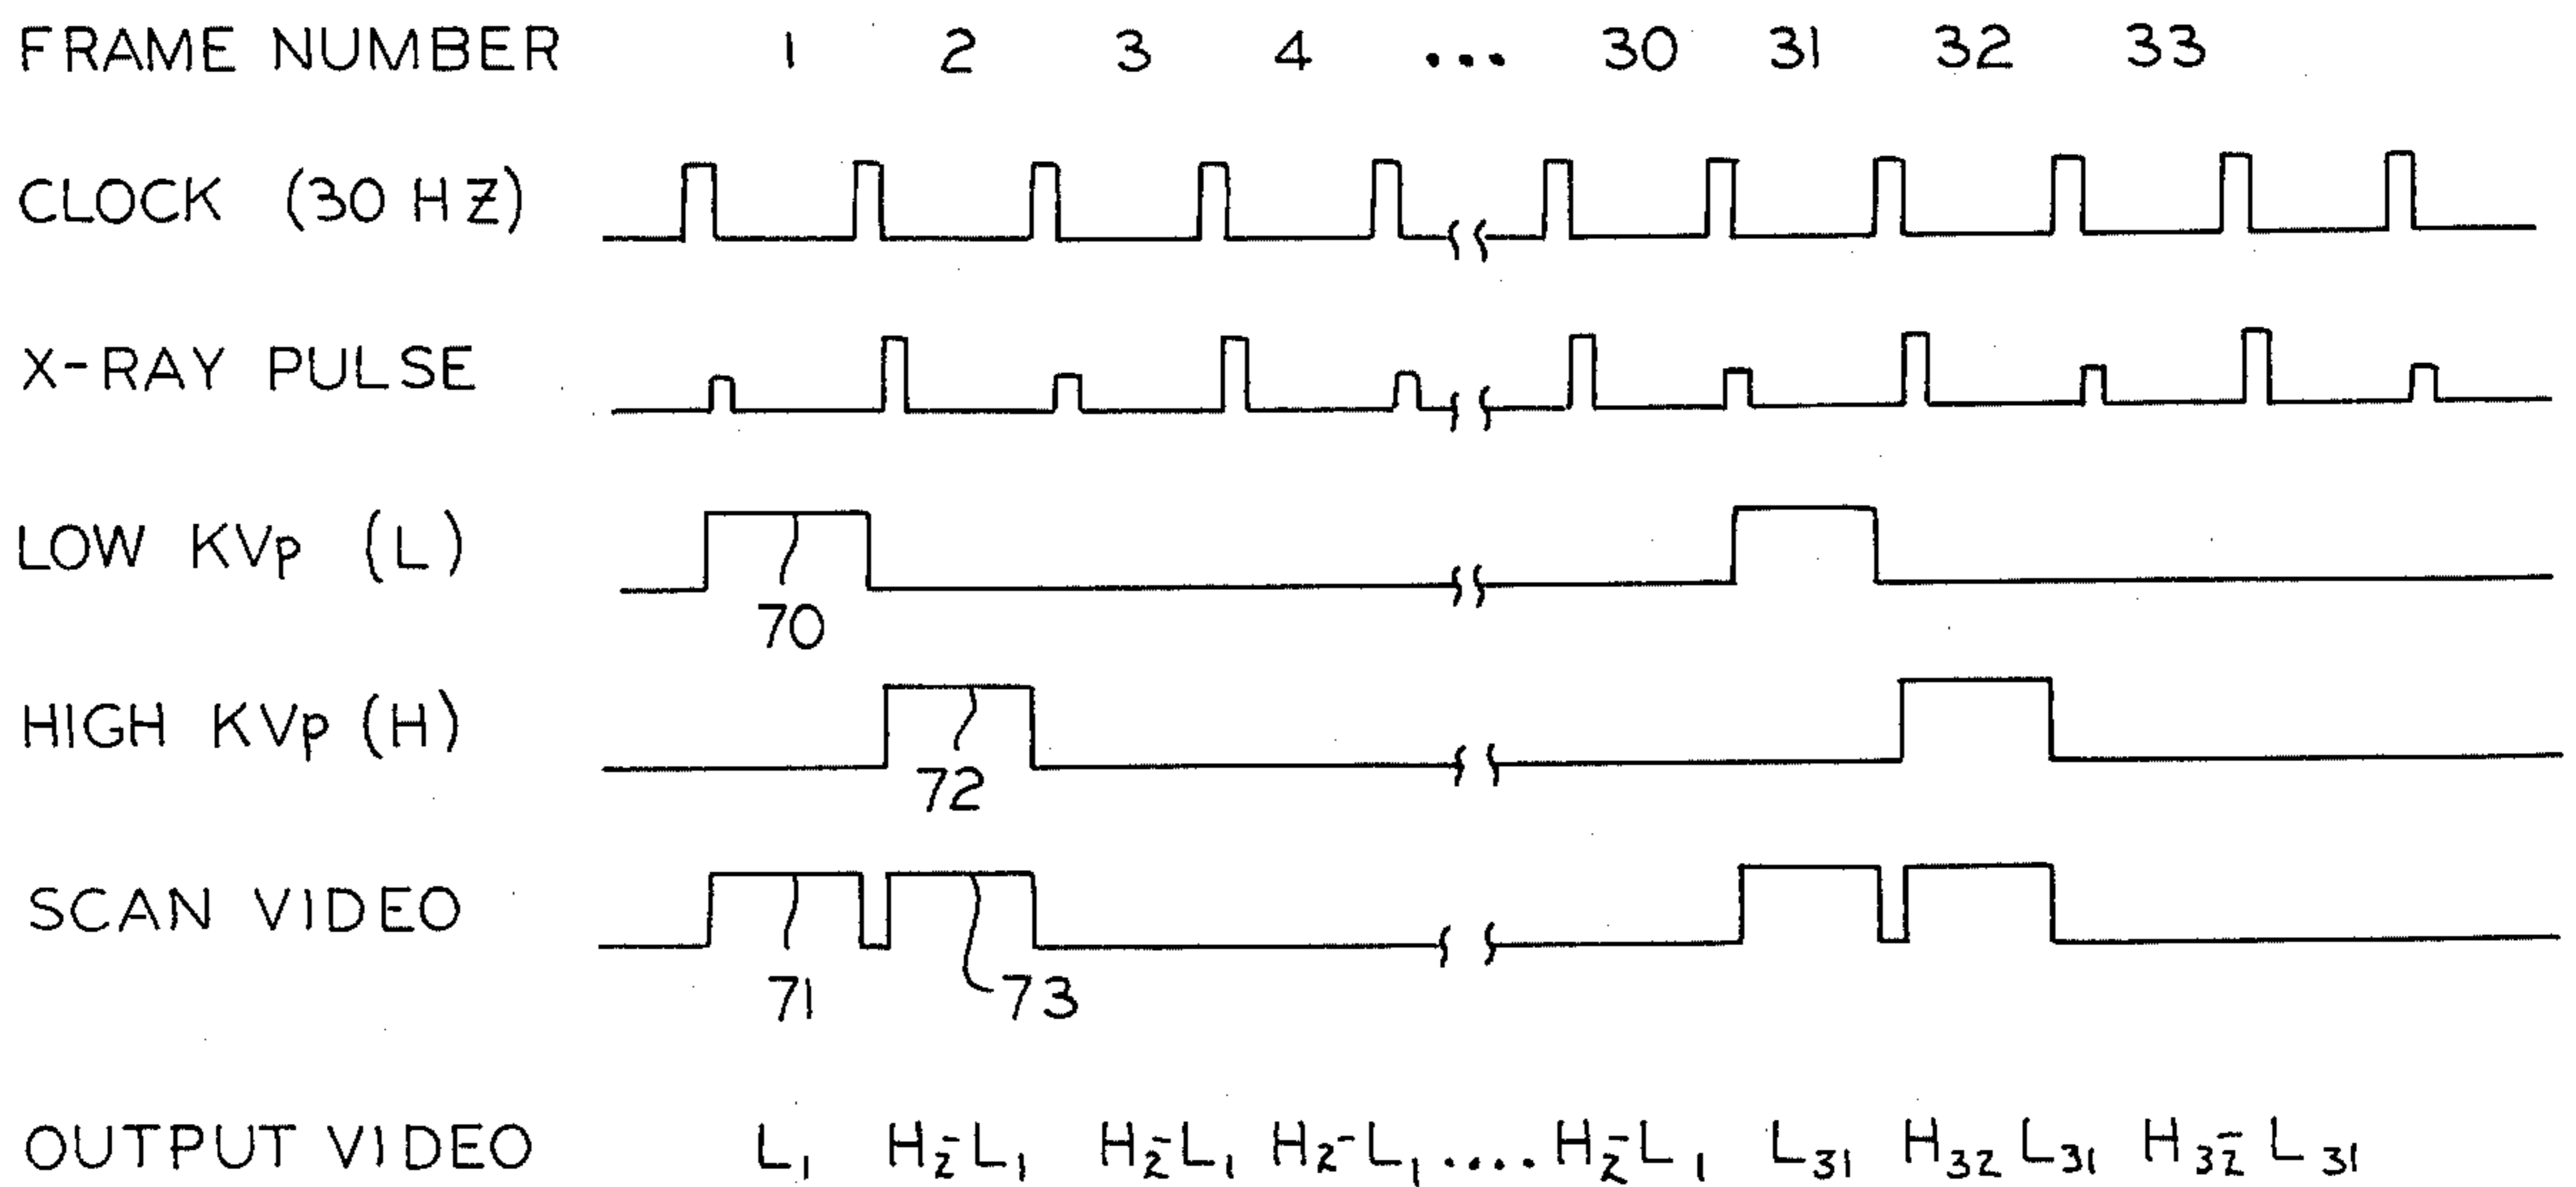 FRAME NUMBER 1 2 3 4 ... 30 31 32 33
CLOCK (30 HZ)
X-RAY PULSE
LOW KVp (L)
70
HIGH KVp (H)
72
SCAN VIDEO
71 73
OUTPUT VIDEO L₁ H₂-L₁ H₂-L₁ H₂-L₁ .... H₂-L₁ L₃₁ H₃₂ L₃₁ H₃₂-L₃₁